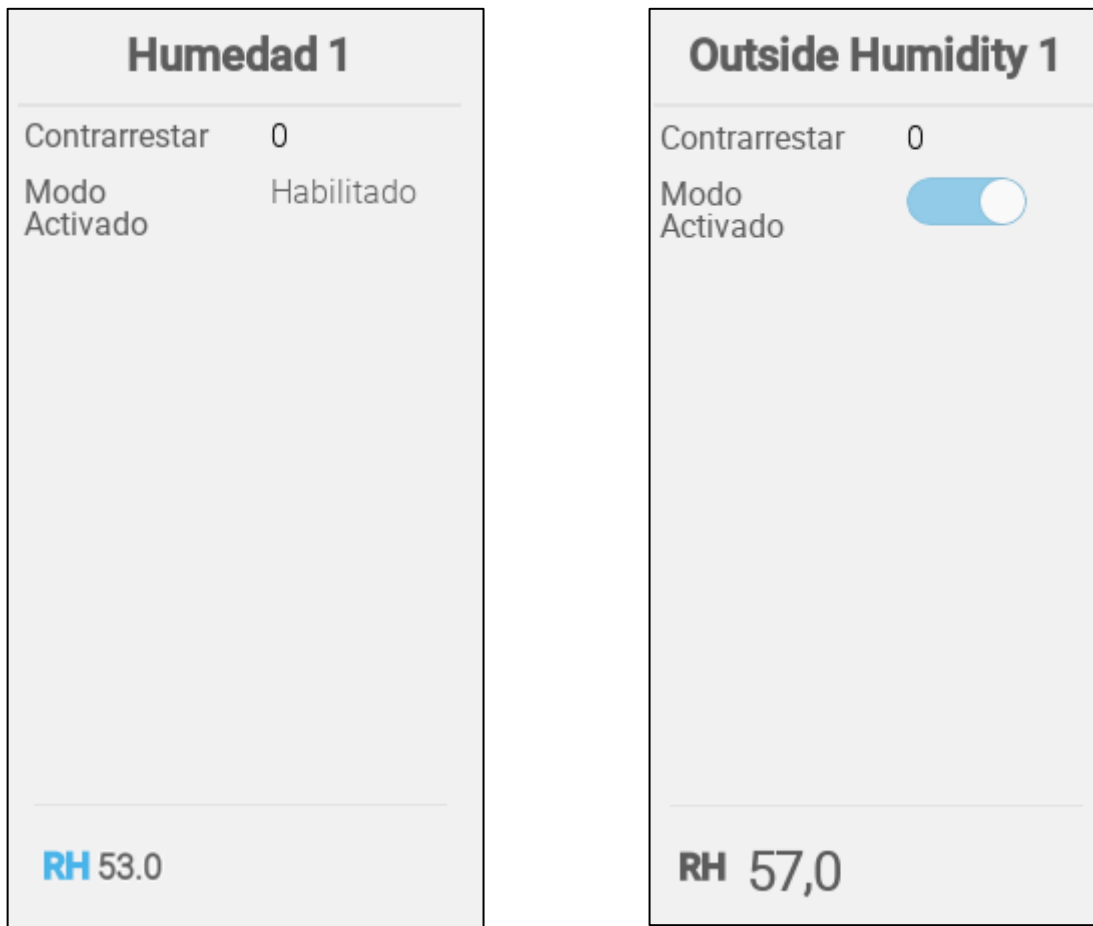 Humedad 1
Contrarrestar 0
Modo Habilitado
Activado
RH 53.0
Outside Humidity 1
Contrarrestar 0
Modo
Activado
RH 57,0